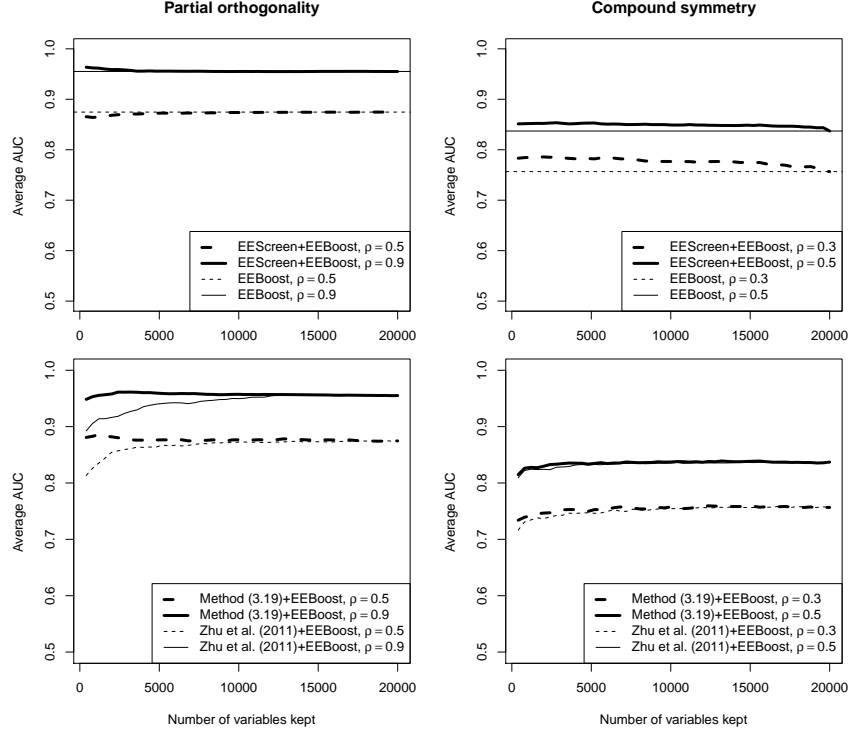 Partial orthogonality
Compound symmetry
Average AUC
1.0
0.9
0.8
0.7
0.6
0.5
EEScreen+EEBoost, ρ = 0.5
EEScreen+EEBoost, ρ = 0.9
EEBoost, ρ = 0.5
EEBoost, ρ = 0.9
0 5000 10000 15000 20000
Average AUC
1.0
0.9
0.8
0.7
0.6
0.5
EEScreen+EEBoost, ρ = 0.3
EEScreen+EEBoost, ρ = 0.5
EEBoost, ρ = 0.3
EEBoost, ρ = 0.5
0 5000 10000 15000 20000
Average AUC
1.0
0.9
0.8
0.7
0.6
0.5
Method (3.19)+EEBoost, ρ = 0.5
Method (3.19)+EEBoost, ρ = 0.9
Zhu et al. (2011)+EEBoost, ρ = 0.5
Zhu et al. (2011)+EEBoost, ρ = 0.9
0 5000 10000 15000 20000
Number of variables kept
Average AUC
1.0
0.9
0.8
0.7
0.6
0.5
Method (3.19)+EEBoost, ρ = 0.3
Method (3.19)+EEBoost, ρ = 0.5
Zhu et al. (2011)+EEBoost, ρ = 0.3
Zhu et al. (2011)+EEBoost, ρ = 0.5
0 5000 10000 15000 20000
Number of variables kept